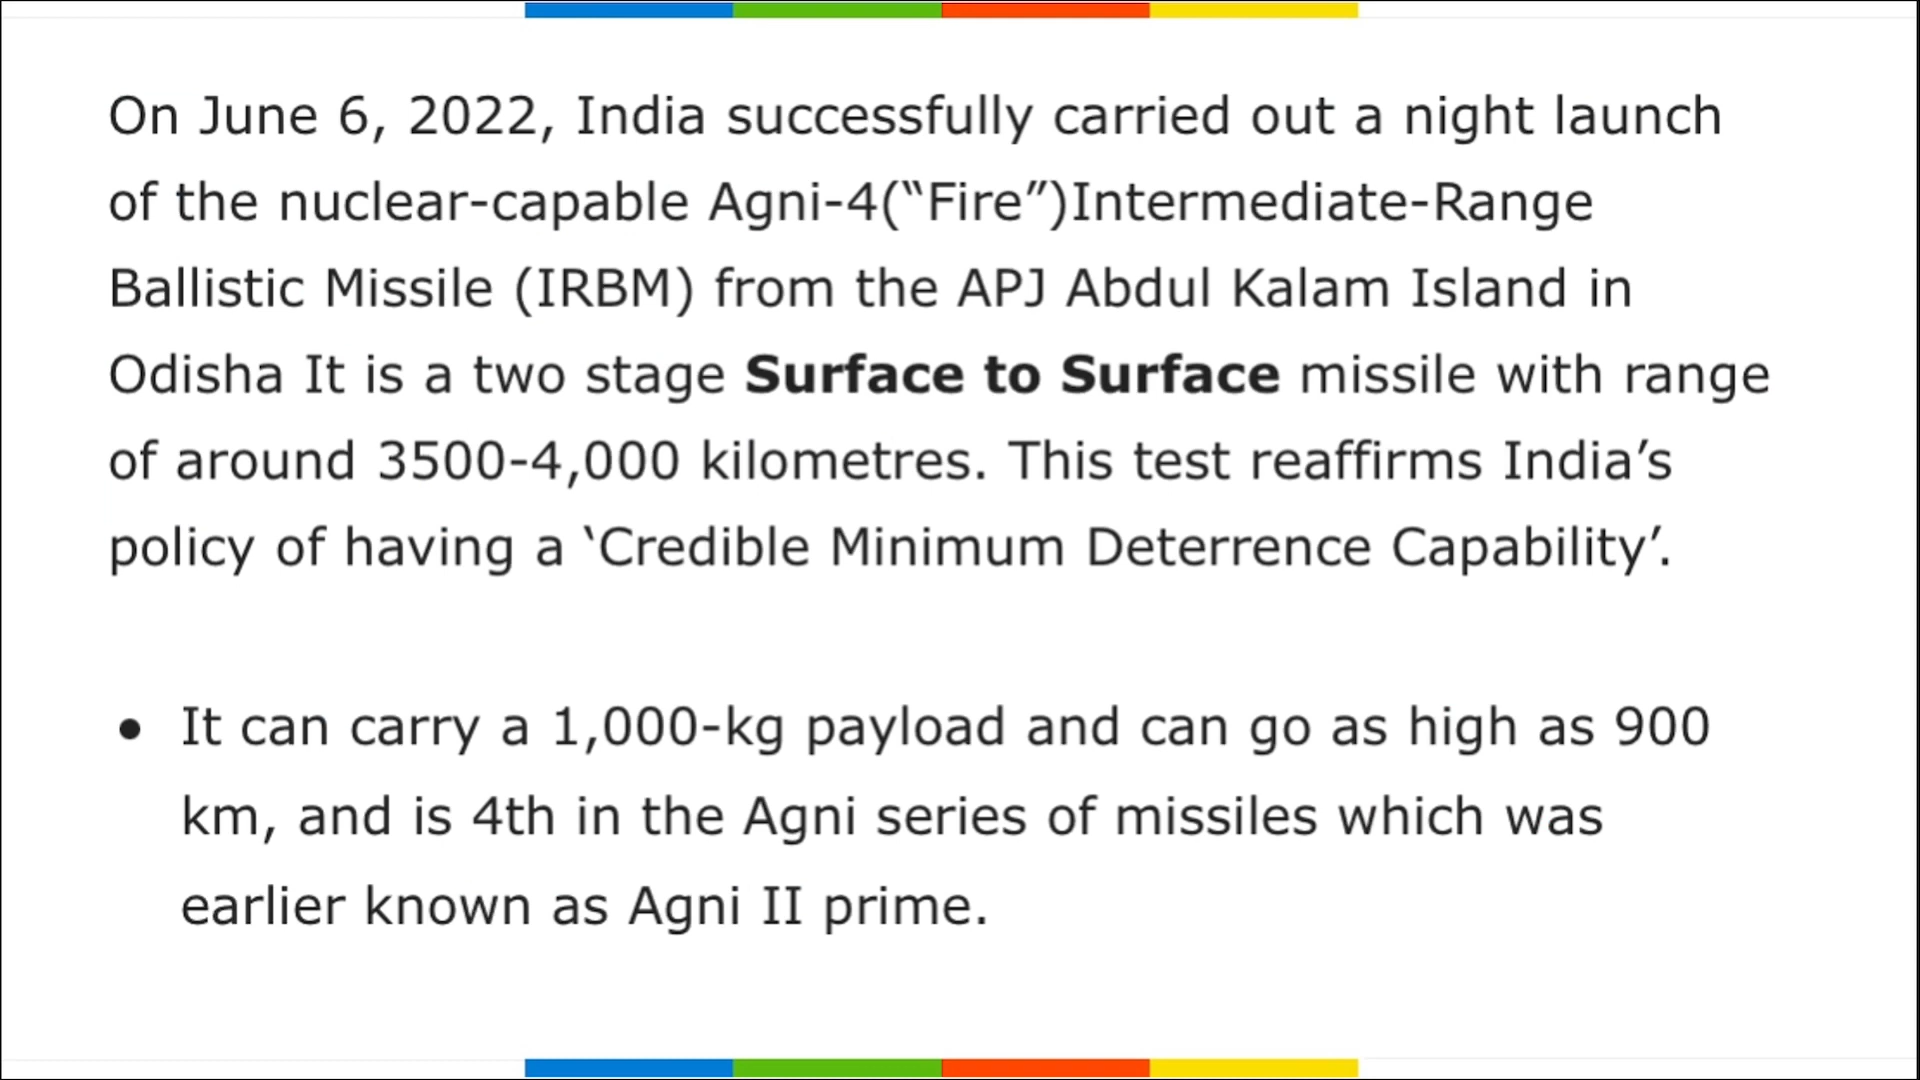 On June 6, 2022, India successfully carried out a night launch
of the nuclear-capable Agni-4(“Fire”)Intermediate-Range
Ballistic Missile (IRBM) from the APJ Abdul Kalam Island in
Odisha It is a two stage Surface to Surface missile with range
of around 3500-4,000 kilometres. This test reaffirms India’s
policy of having a ‘Credible Minimum Deterrence Capability’.
● It can carry a 1,000-kg payload and can go as high as 900
km, and is 4th in the Agni series of missiles which was
earlier known as Agni II prime.